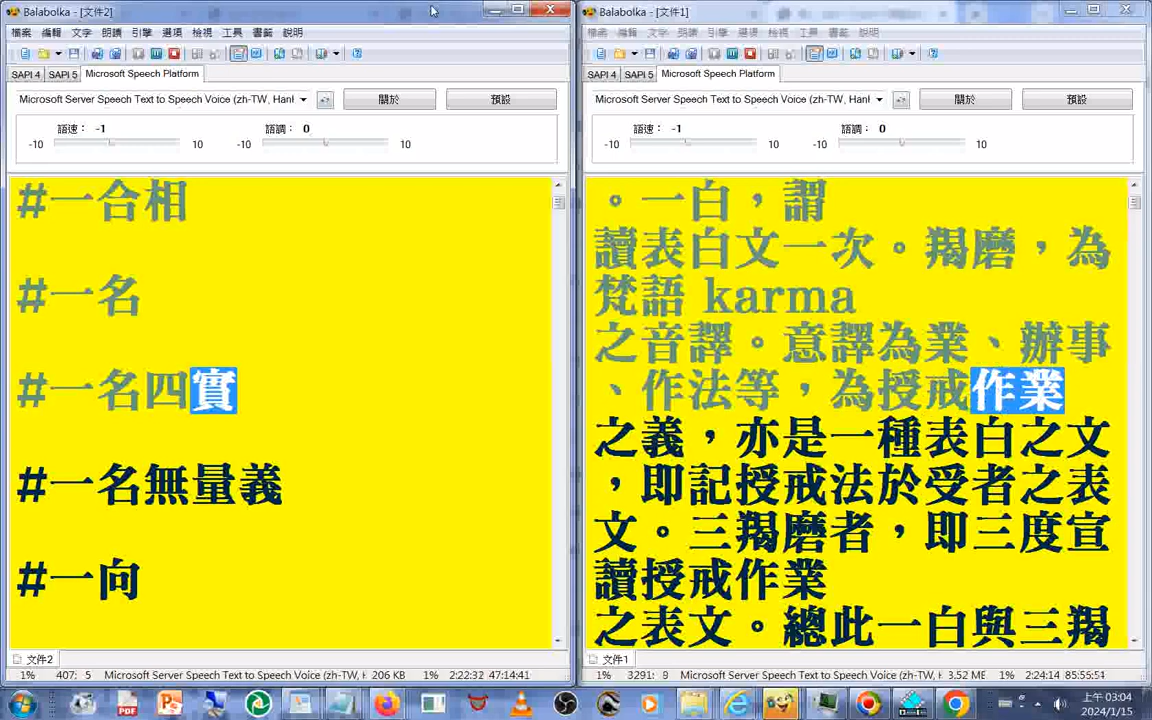 Balabolka - [文件2]
檔案 編輯 文字 朗讀 引擎 選項 檢視 工具 書籤 說明
SAPI 4 SAPI 5 Microsoft Speech Platform
Microsoft Server Speech Text to Speech Voice (zh-TW, Hanl
關於 預設
語速： -1 語調： 0
-10 10 -10 10
#一合相
#一名
#一名四實
#一名無量義
#一向
文件2
1% 407; 5 Microsoft Server Speech Text to Speech Voice (zh-TW, H 206 KB 1% 2:22:32 47:14:41
Balabolka - [文件1]
檔案 編輯 文字 朗讀 引擎 選項 檢視 工具 書籤 說明
SAPI 4 SAPI 5 Microsoft Speech Platform
Microsoft Server Speech Text to Speech Voice (zh-TW, Hanl
關於 預設
語速： -1 語調： 0
-10 10 -10 10
。一白，謂
讀表白文一次。羯磨，為
梵語 karma
之音譯。意譯為業、辦事
、作法等，為授戒作業
之義，亦是一種表白之文
，即記授戒法於受者之表
文。三羯磨者，即三度宣
讀授戒作業
之表文。總此一白與三羯
文件1
1% 3291: 9 Microsoft Server Speech Text to Speech Voice (zh-TW, H 3.52 ME 1% 2:24:14 85:55:51
PDF
上午 03:04
2024/1/15